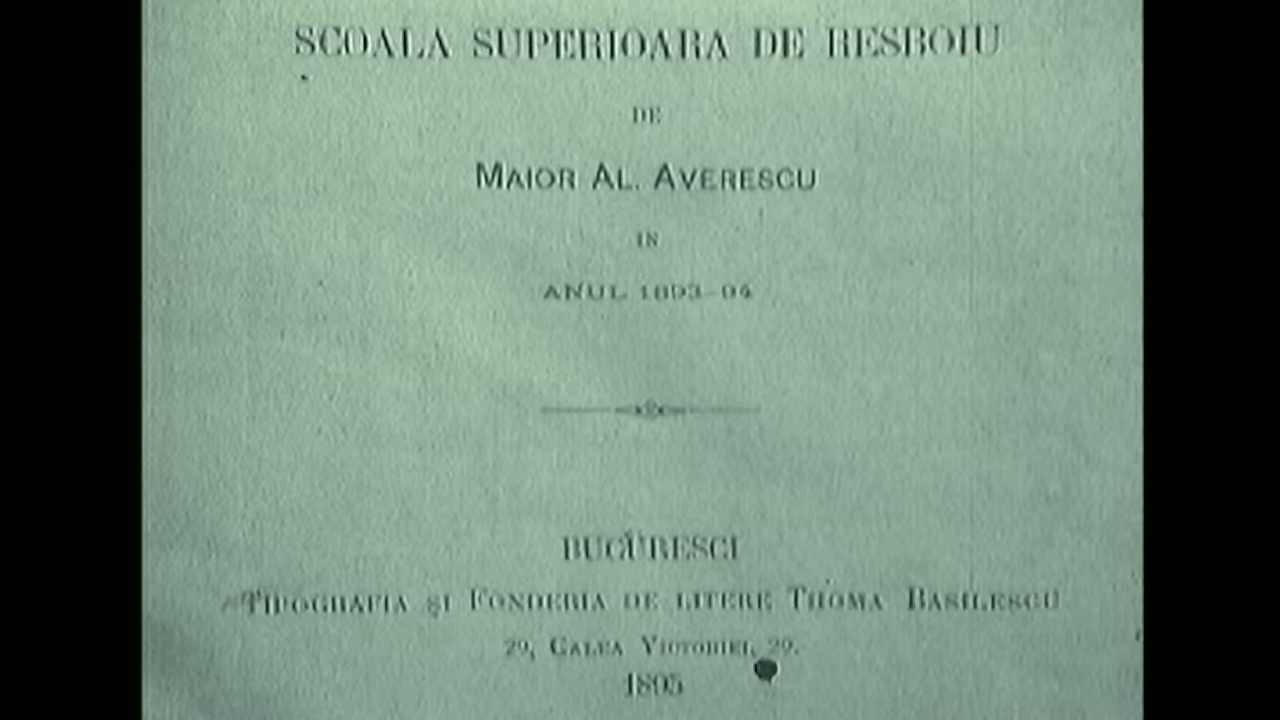 SCOALA SUPERIOARA DE RESBOIU
DE
MAIOR AL. AVERESCU
IN
ANUL 1893-94
BUCURESCI
TIPOGRAFIA ȘI FONDERIA DE LITERE THOMA BASILESCU
29, CALEA VICTORIEI, 29.
1895